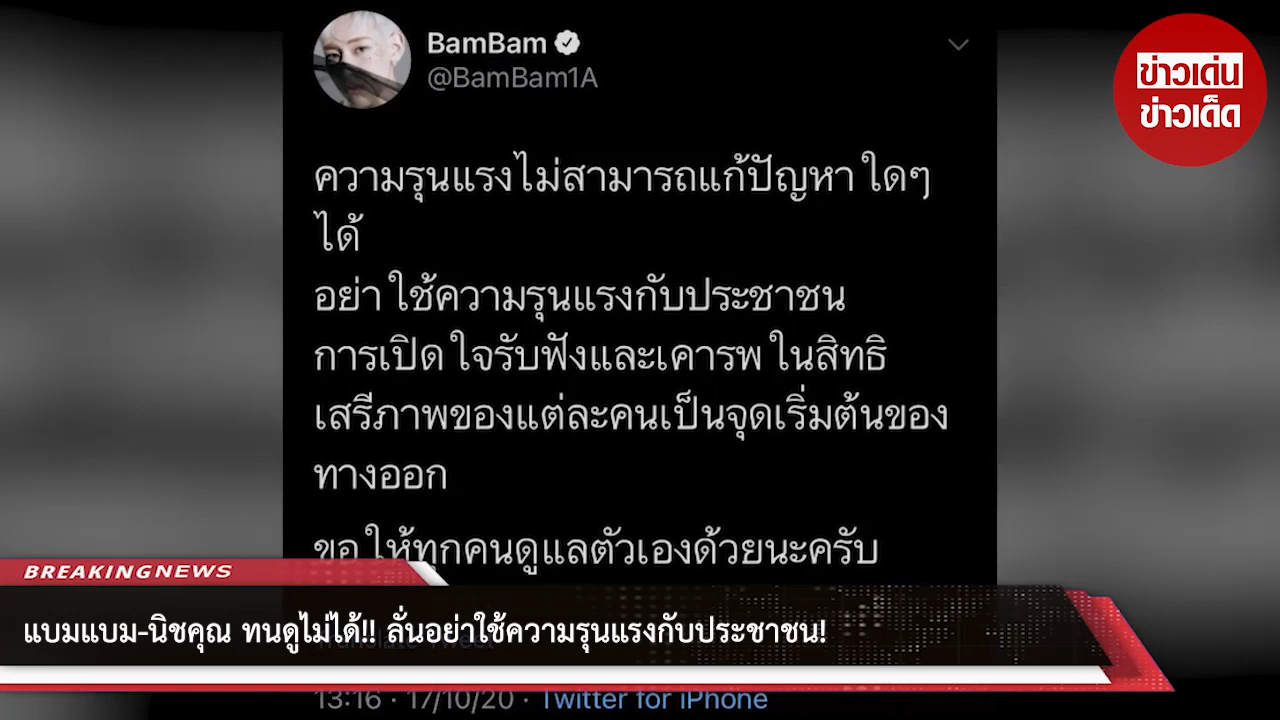 BamBam
@BamBam1A
ข่าวเด่น
ข่าวเด็ด
ความรุนแรงไม่สามารถแก้ปัญหาใดๆ
ได้
อย่าใช้ความรุนแรงกับประชาชน
การเปิดใจรับฟังและเคารพในสิทธิ
เสรีภาพของแต่ละคนเป็นจุดเริ่มต้นของ
ทางออก
ขอให้ทุกคนดูแลตัวเองด้วยนะครับ
BREAKING NEWS
แบมแบม-นิชคุณ ทนดูไม่ได้!! ลั่นอย่าใช้ความรุนแรงกับประชาชน!
13:16 · 17/10/20 · Twitter for iPhone